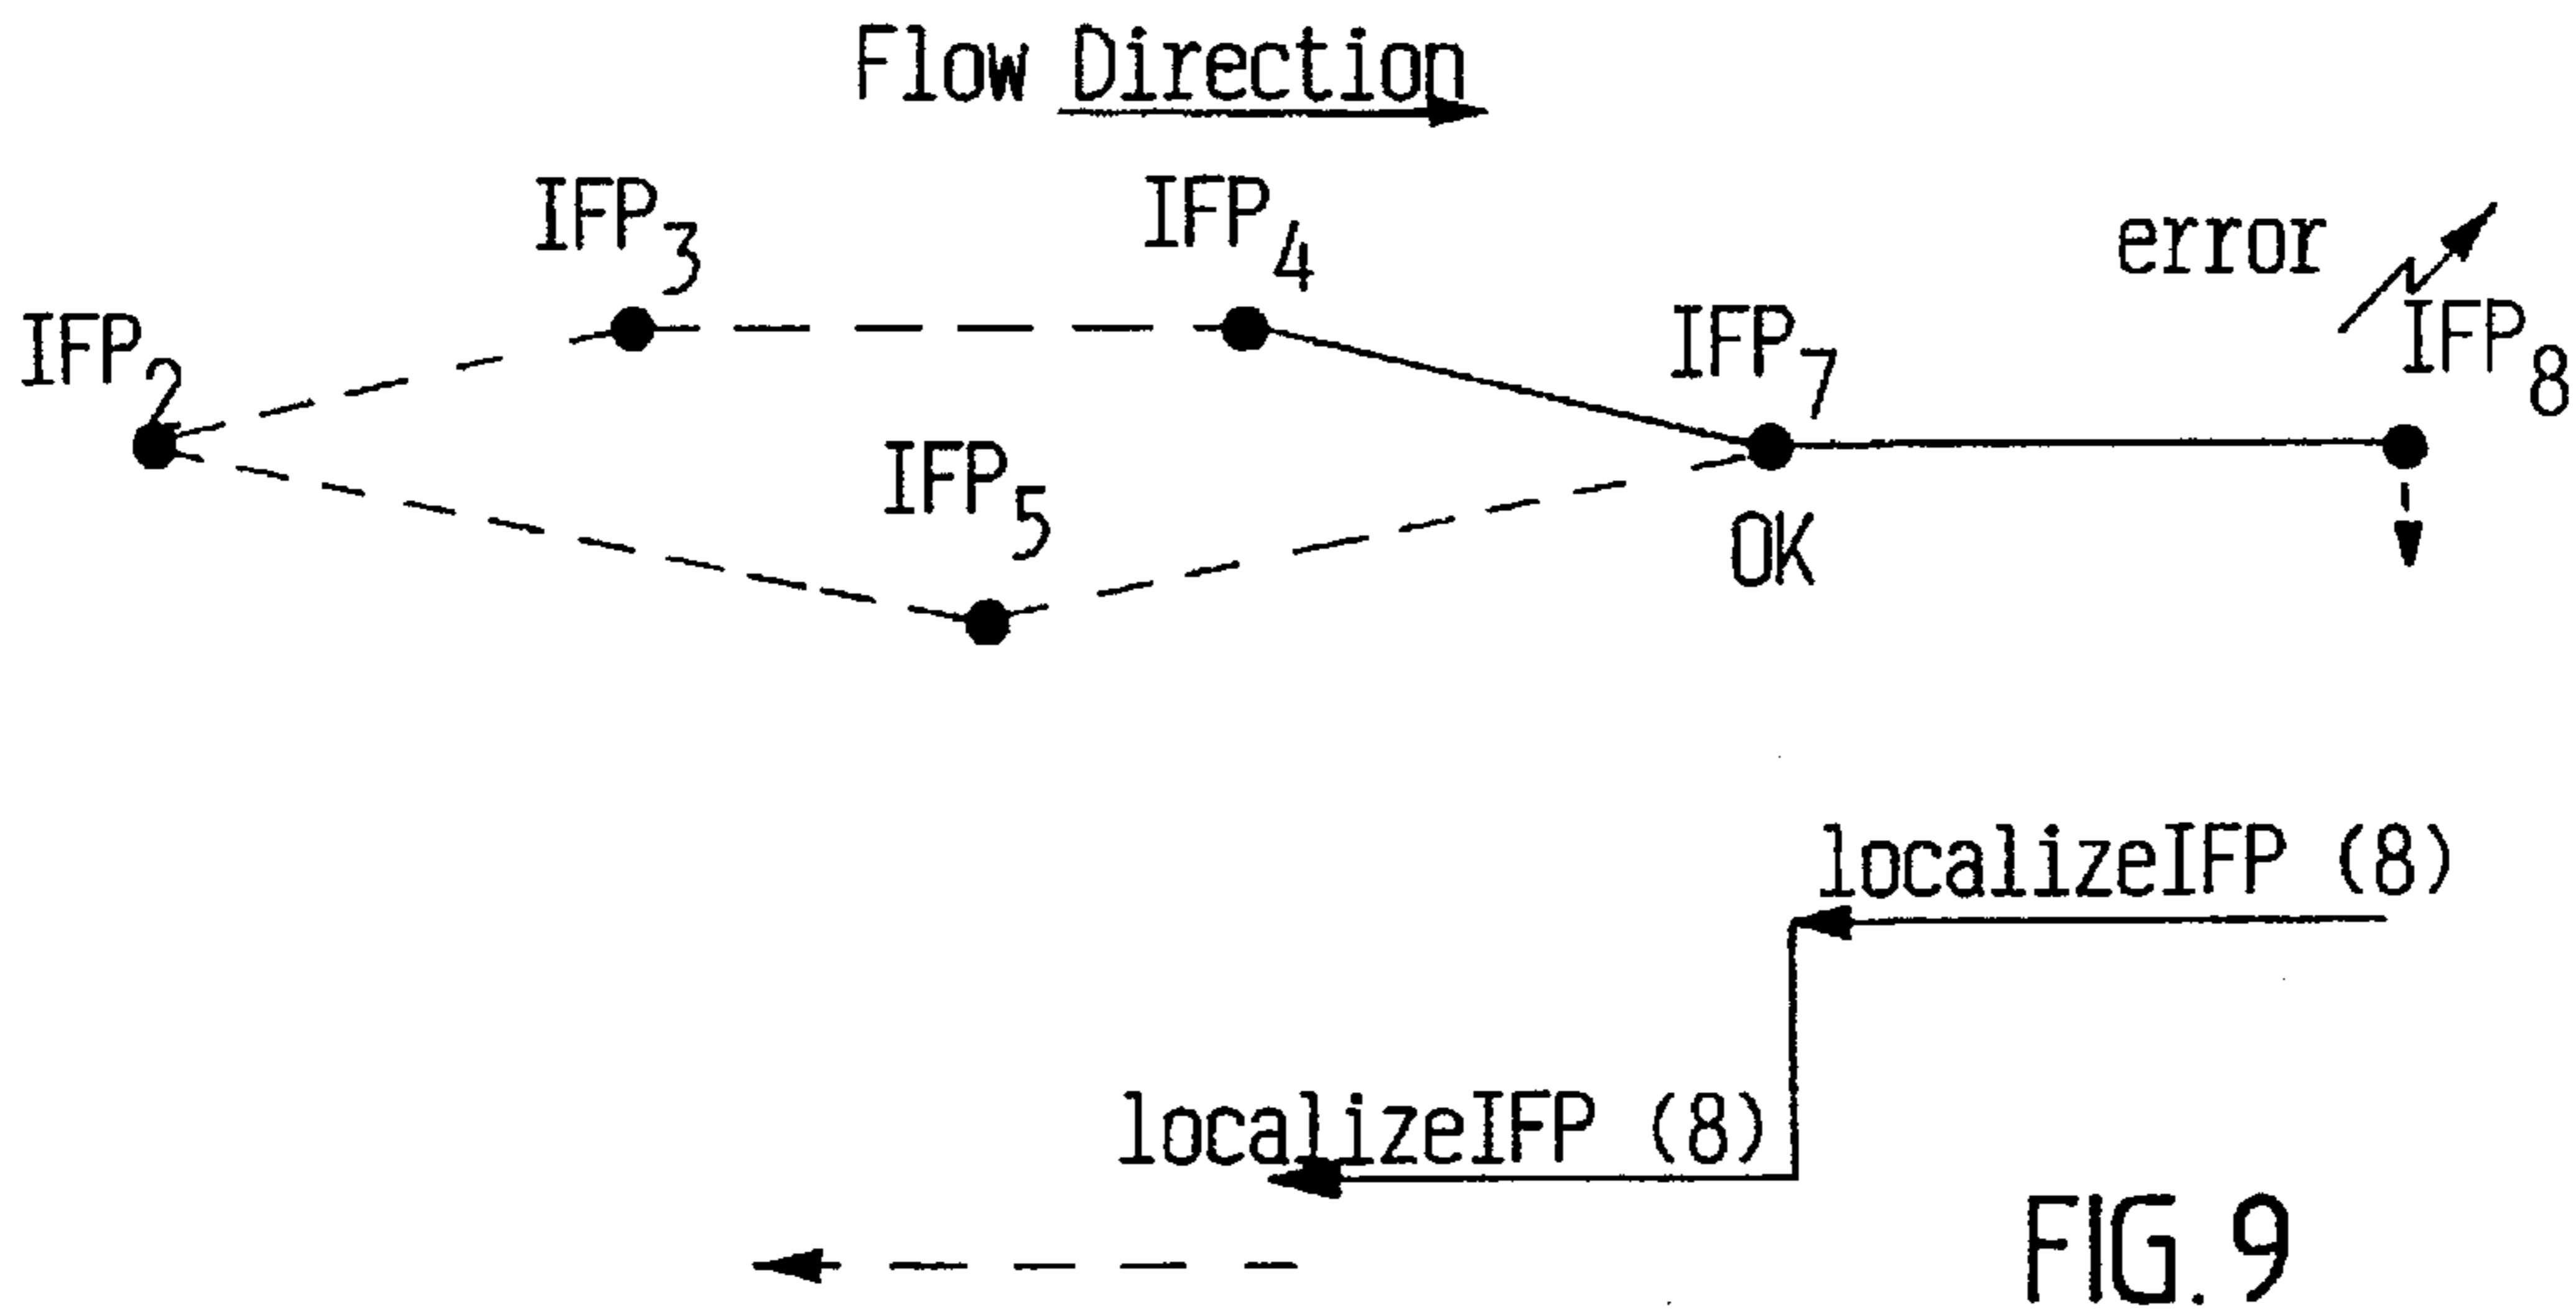 Flow Direction
IFP3
IFP4
error
IFP2
IFP7
IFP8
IFP5
OK
localizeIFP (8)
localizeIFP (8)
FIG. 9